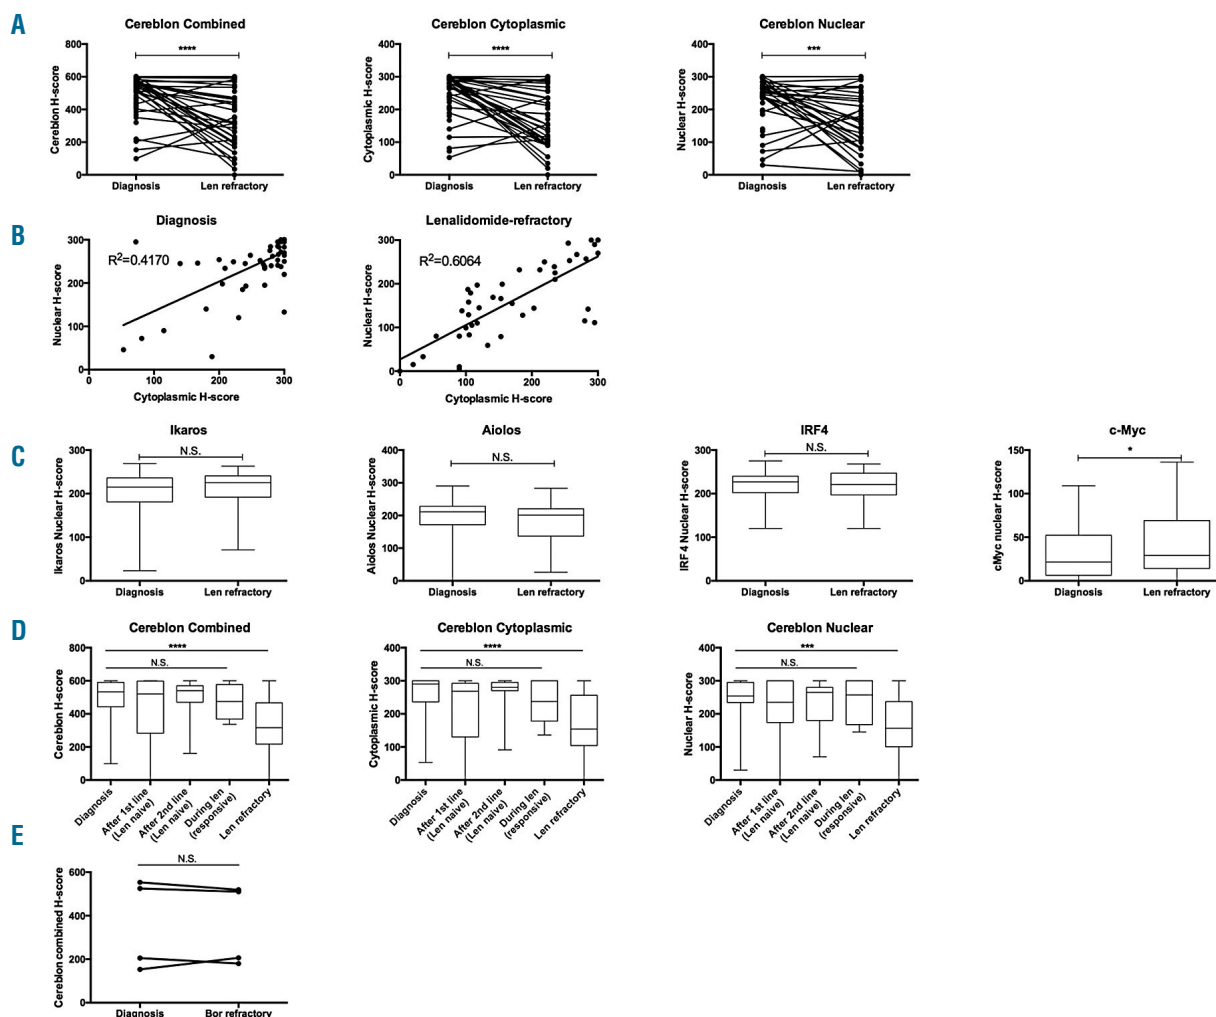 A
Cereblon Combined
Cereblon Cytoplasmic
Cereblon Nuclear
Cereblon H-score
800
600
400
200
0
****
Diagnosis
Len refractory
Cytoplasmic H-score
400
300
200
100
0
****
Diagnosis
Len refractory
Nuclear H-score
400
300
200
100
0
***
Diagnosis
Len refractory
B
Diagnosis
Lenalidomide-refractory
Nuclear H-score
300
200
100
0
R²=0.4170
0
100
200
300
Cytoplasmic H-score
Nuclear H-score
300
200
100
0
R²=0.6064
0
100
200
300
Cytoplasmic H-score
C
Ikaros
Aiolos
IRF4
c-Myc
Ikaros Nuclear H-score
300
200
100
0
N.S.
Diagnosis
Len refractory
Aiolos Nuclear H-score
400
300
200
100
0
N.S.
Diagnosis
Len refractory
IRF 4 Nuclear H-score
300
200
100
0
N.S.
Diagnosis
Len refractory
cMyc nuclear H-score
150
100
50
0
*
Diagnosis
Len refractory
D
Cereblon Combined
Cereblon Cytoplasmic
Cereblon Nuclear
Cereblon H-score
800
600
400
200
0
****
N.S.
Diagnosis
After 1st line
(Len naive)
After 2nd line
(Len naive)
During len
(responsive)
Len refractory
Cytoplasmic H-score
400
300
200
100
0
****
N.S.
Diagnosis
After 1st line
(Len naive)
After 2nd line
(Len naive)
During len
(responsive)
Len refractory
Nuclear H-score
400
300
200
100
0
***
N.S.
Diagnosis
After 1st line
(Len naive)
After 2nd line
(Len naive)
During len
(responsive)
Len refractory
E
Cereblon combined H-score
600
400
200
0
N.S.
Diagnosis
Bor refractory